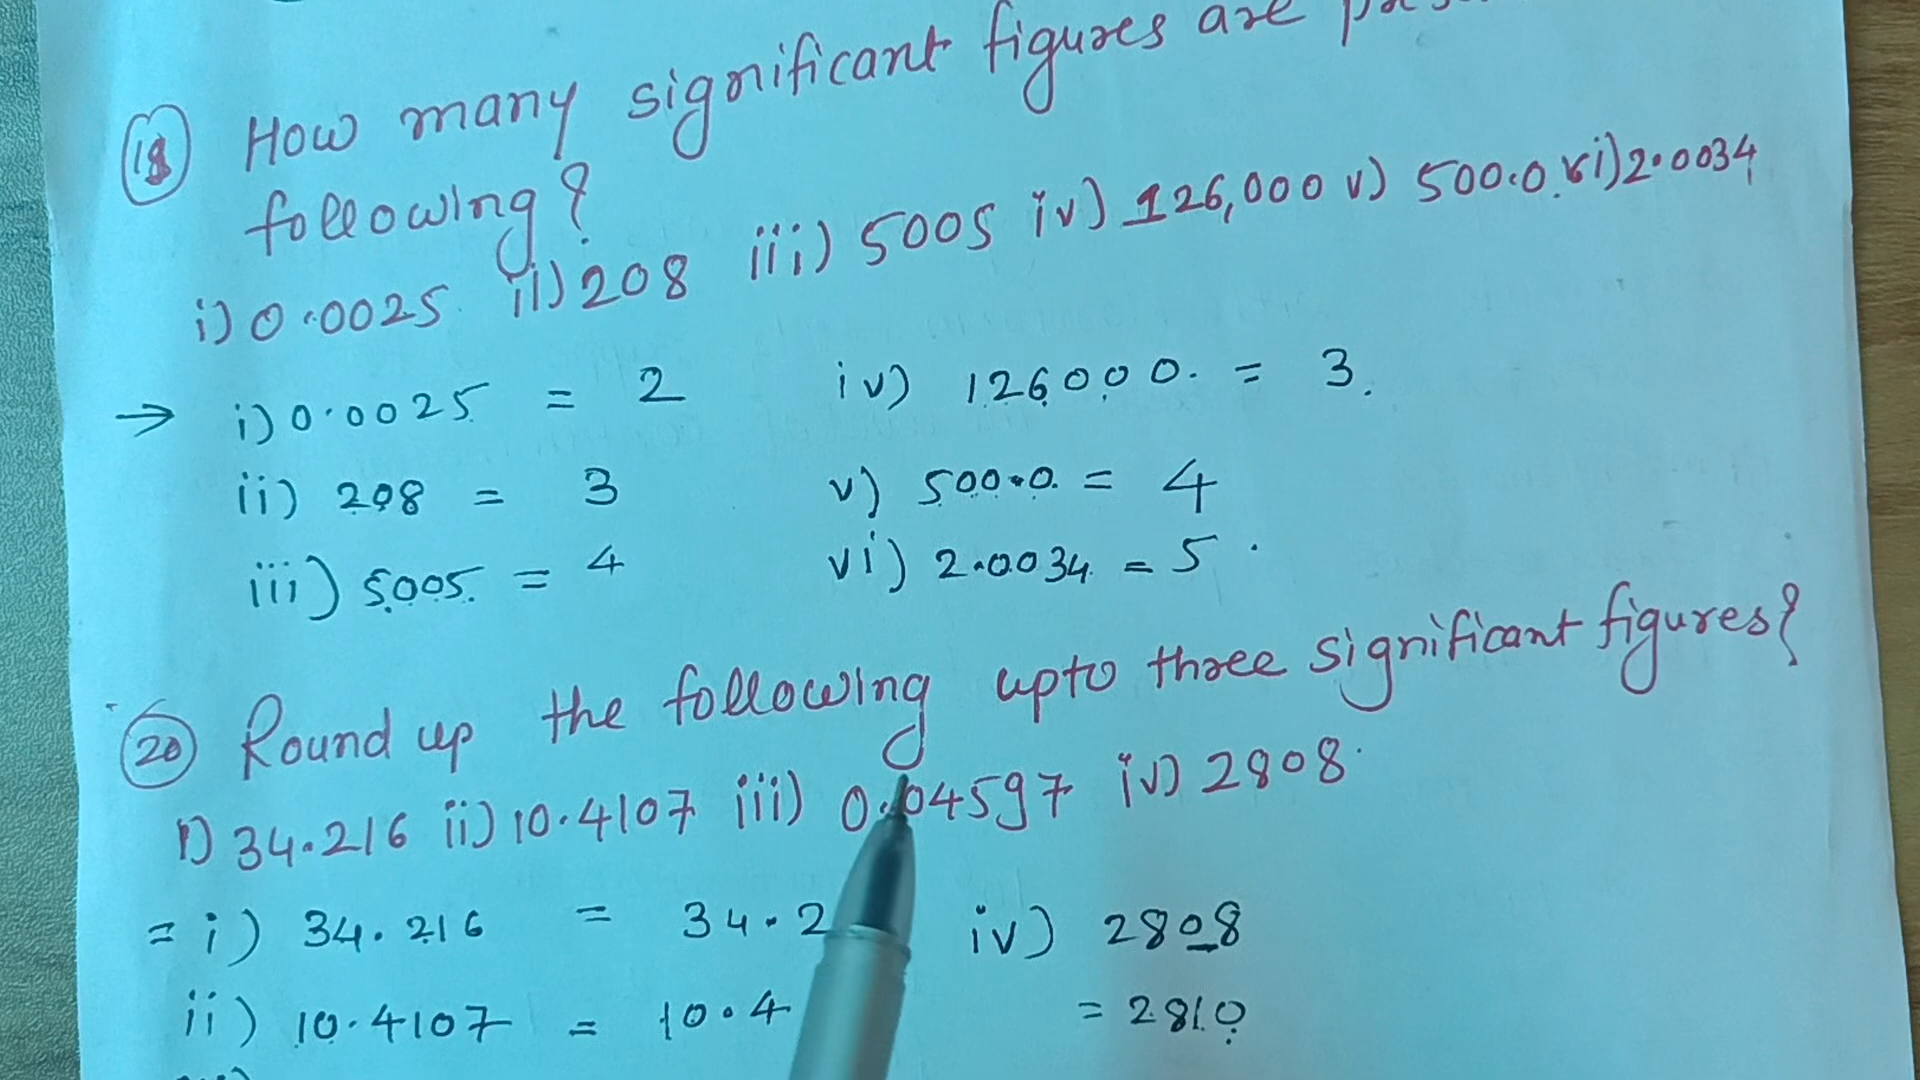 How many significant figures are
following?
i) 0.0025 ii) 208 iii) 5005 iv) 126,000 v) 500.0 vi) 2.0034
→ i) 0.0025 = 2 iv) 126000. = 3.
ii) 208 = 3 v) 500.0. = 4
iii) 5005. = 4 vi) 2.0034. = 5.
(20) Round up the following upto three significant figures?
i) 34.216 ii) 10.4107 iii) 0.04597 iv) 2808.
= i) 34.216 = 34.2 iv) 2808
ii) 10.4107 = 10.4 = 2810